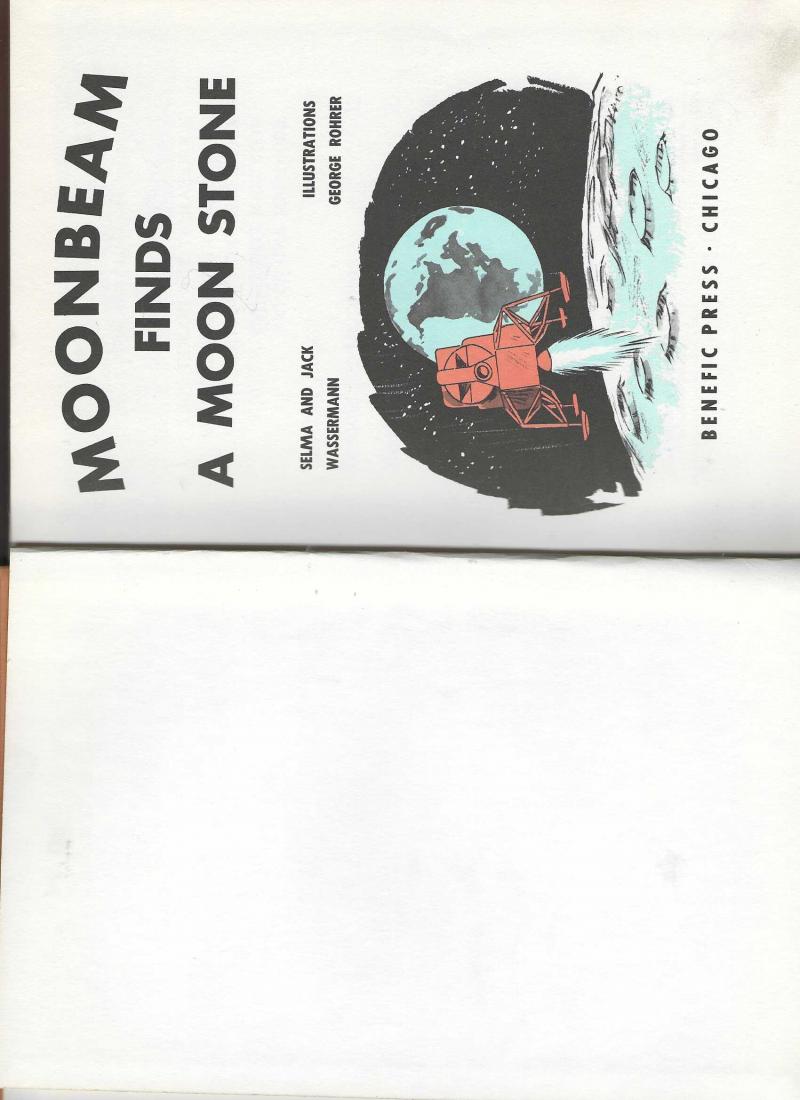 MOONBEAM
FINDS
A MOON STONE
SELMA AND JACK
WASSERMANN
ILLUSTRATIONS
GEORGE ROHRER
BENEFIC PRESS · CHICAGO